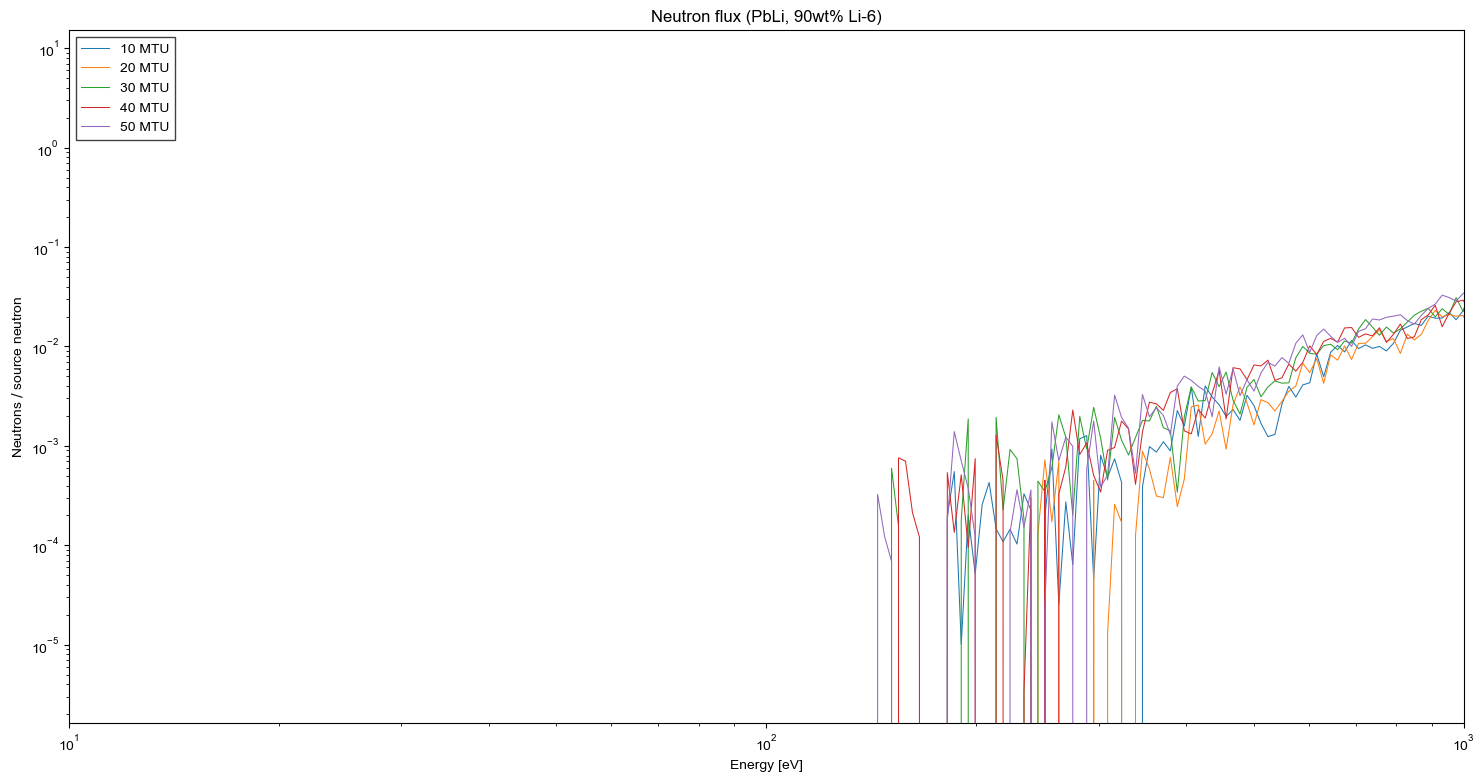 Neutron flux (PbLi, 90wt% Li-6)
10 MTU
20 MTU
30 MTU
40 MTU
50 MTU
10¹
10⁰
10⁻¹
10⁻²
10⁻³
10⁻⁴
10⁻⁵
Neutrons / source neutron
10¹
10²
10³
Energy [eV]